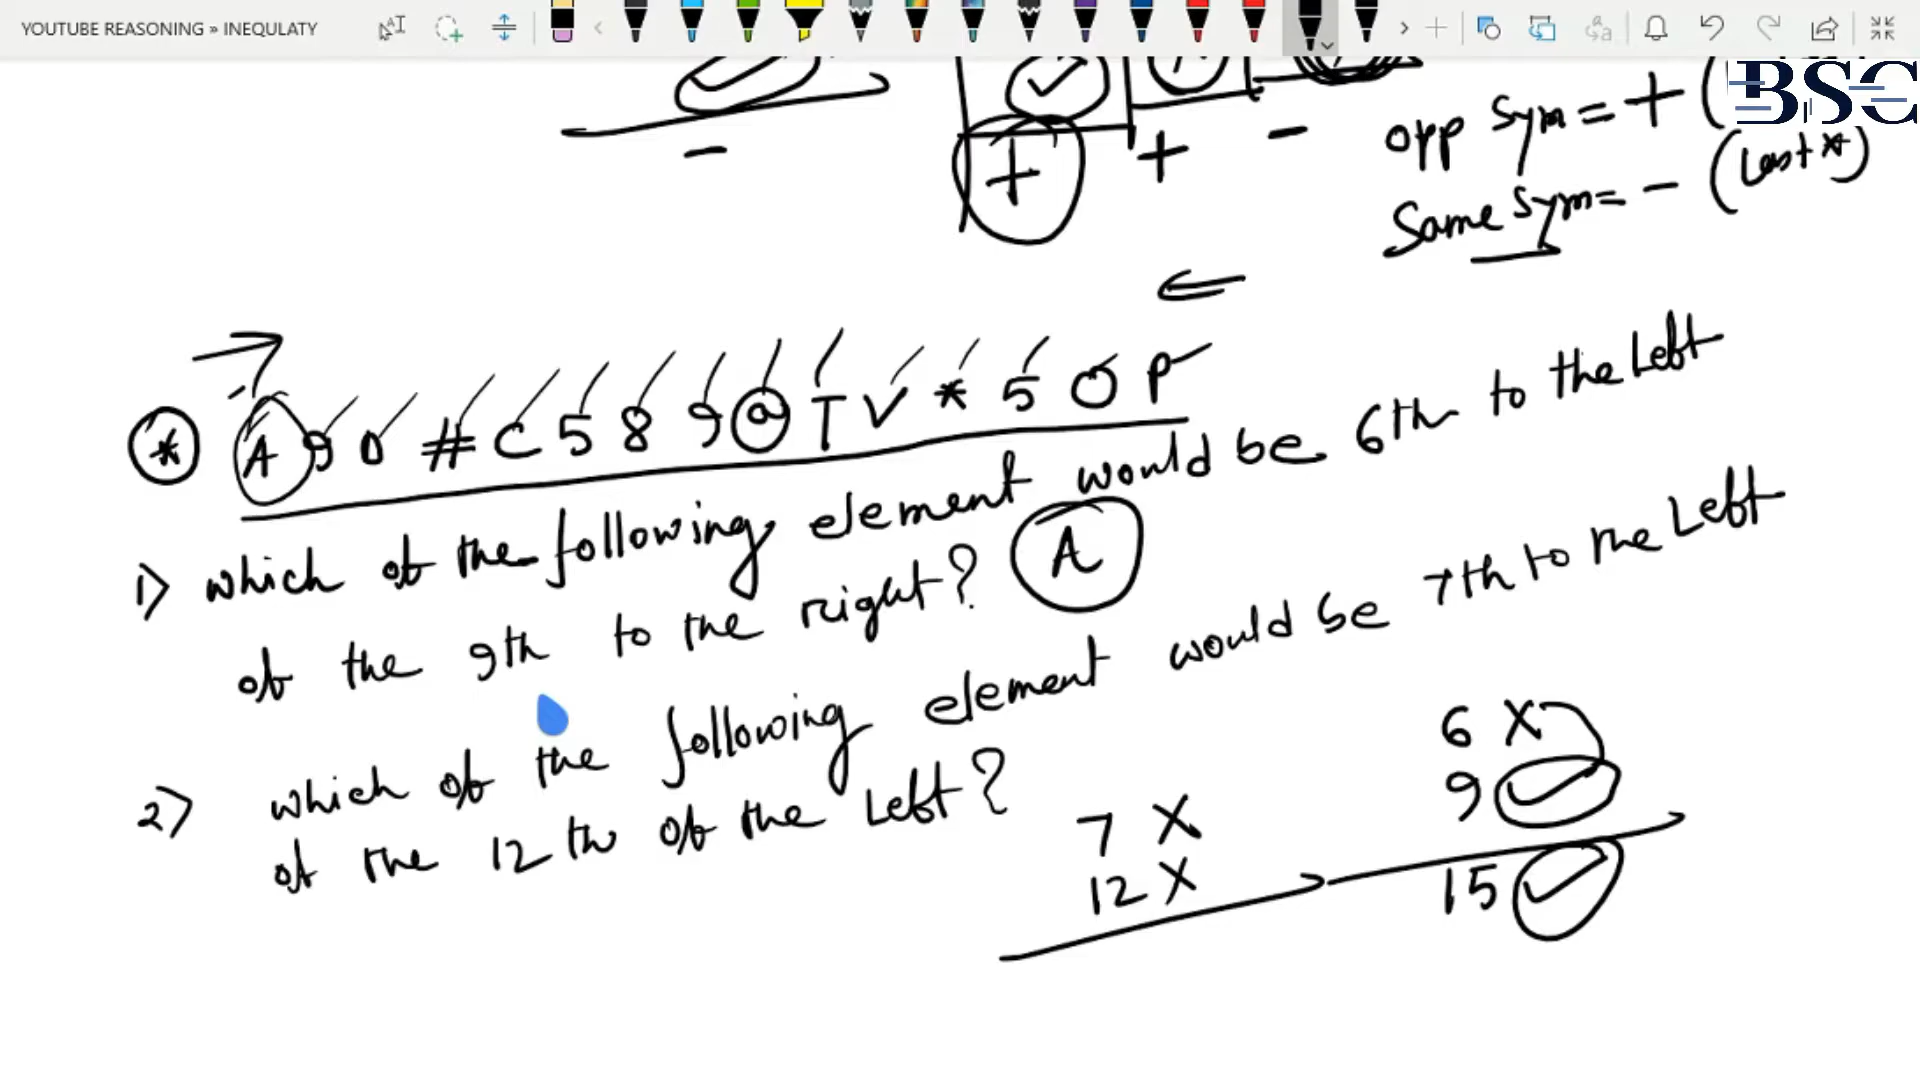 YOUTUBE REASONING » INEQULATY
BSC
- + + -
opp sym = + (
Same sym = - (Last *)
* A 9 0 # C 5 8 9 @ T V * 5 O P
1) which of the following element would be 6th to the Left
of the 9th to the right? A
2) which of the following element would be 7th to the Left
of the 12th of the Left?
6 X
9 ✓
15 ✓
7 X
12 X